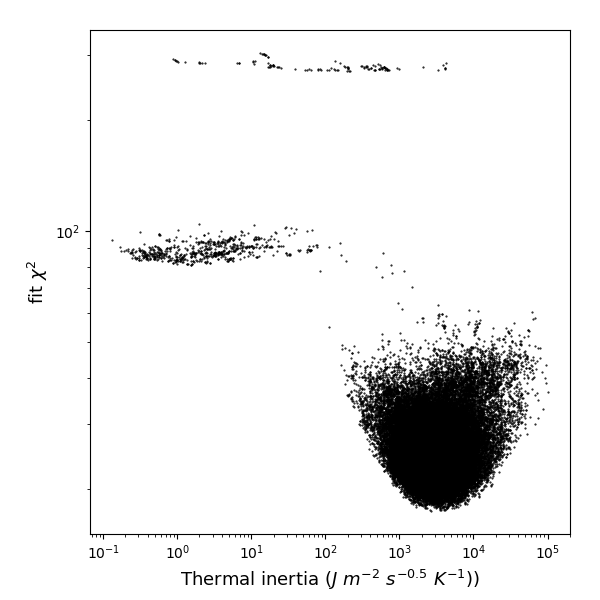 10²
fit χ²
10⁻¹ 10⁰ 10¹ 10² 10³ 10⁴ 10⁵
Thermal inertia (J m⁻² s⁻⁰·⁵ K⁻¹))